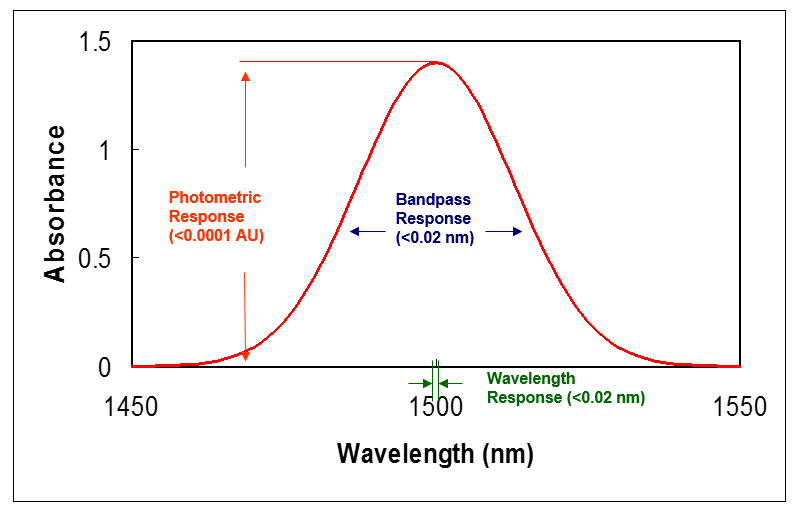 1.5
1
0.5
0
Absorbance
Photometric
Response
(<0.0001 AU)
Bandpass
Response
(<0.02 nm)
Wavelength
Response (<0.02 nm)
1450
1500
1550
Wavelength (nm)